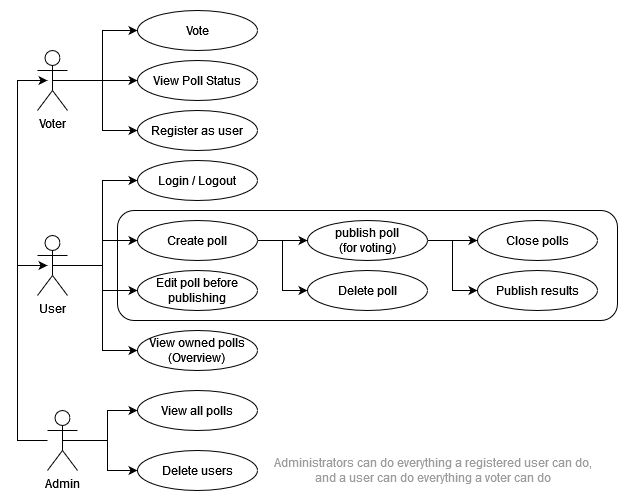 Vote
View Poll Status
Voter
Register as user
Login / Logout
Create poll
publish poll
(for voting)
Close polls
User
Edit poll before
publishing
Delete poll
Publish results
View owned polls
(Overview)
View all polls
Admin
Delete users
Administrators can do everything a registered user can do,
and a user can do everything a voter can do